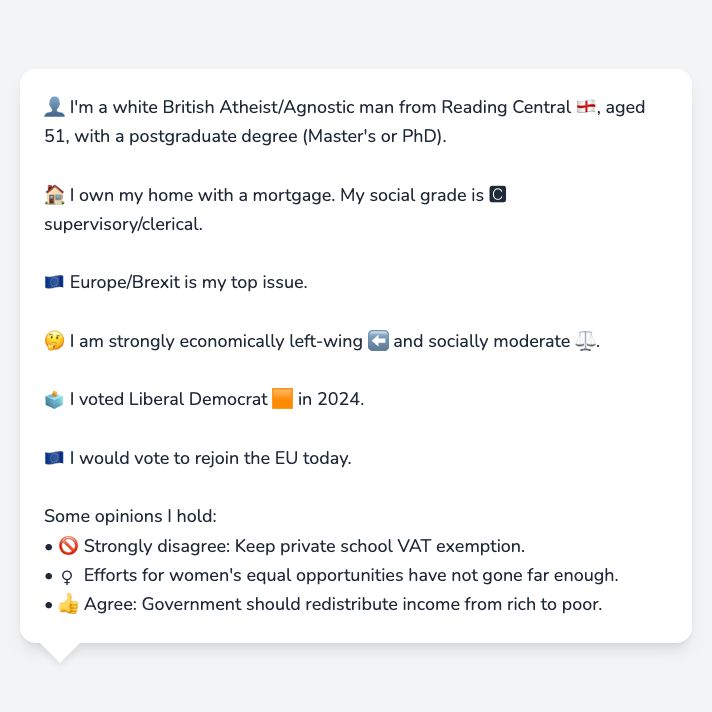 👤 I'm a white British Atheist/Agnostic man from Reading Central 🏴󠁧󠁢󠁥󠁮󠁧󠁿, aged
51, with a postgraduate degree (Master's or PhD).
🏠 I own my home with a mortgage. My social grade is 🅲
supervisory/clerical.
🇪🇺 Europe/Brexit is my top issue.
🤔 I am strongly economically left-wing ⬅️ and socially moderate ⚖️.
🗳️ I voted Liberal Democrat 🟧 in 2024.
🇪🇺 I would vote to rejoin the EU today.
Some opinions I hold:
• 🚫 Strongly disagree: Keep private school VAT exemption.
• ♀ Efforts for women's equal opportunities have not gone far enough.
• 👍 Agree: Government should redistribute income from rich to poor.